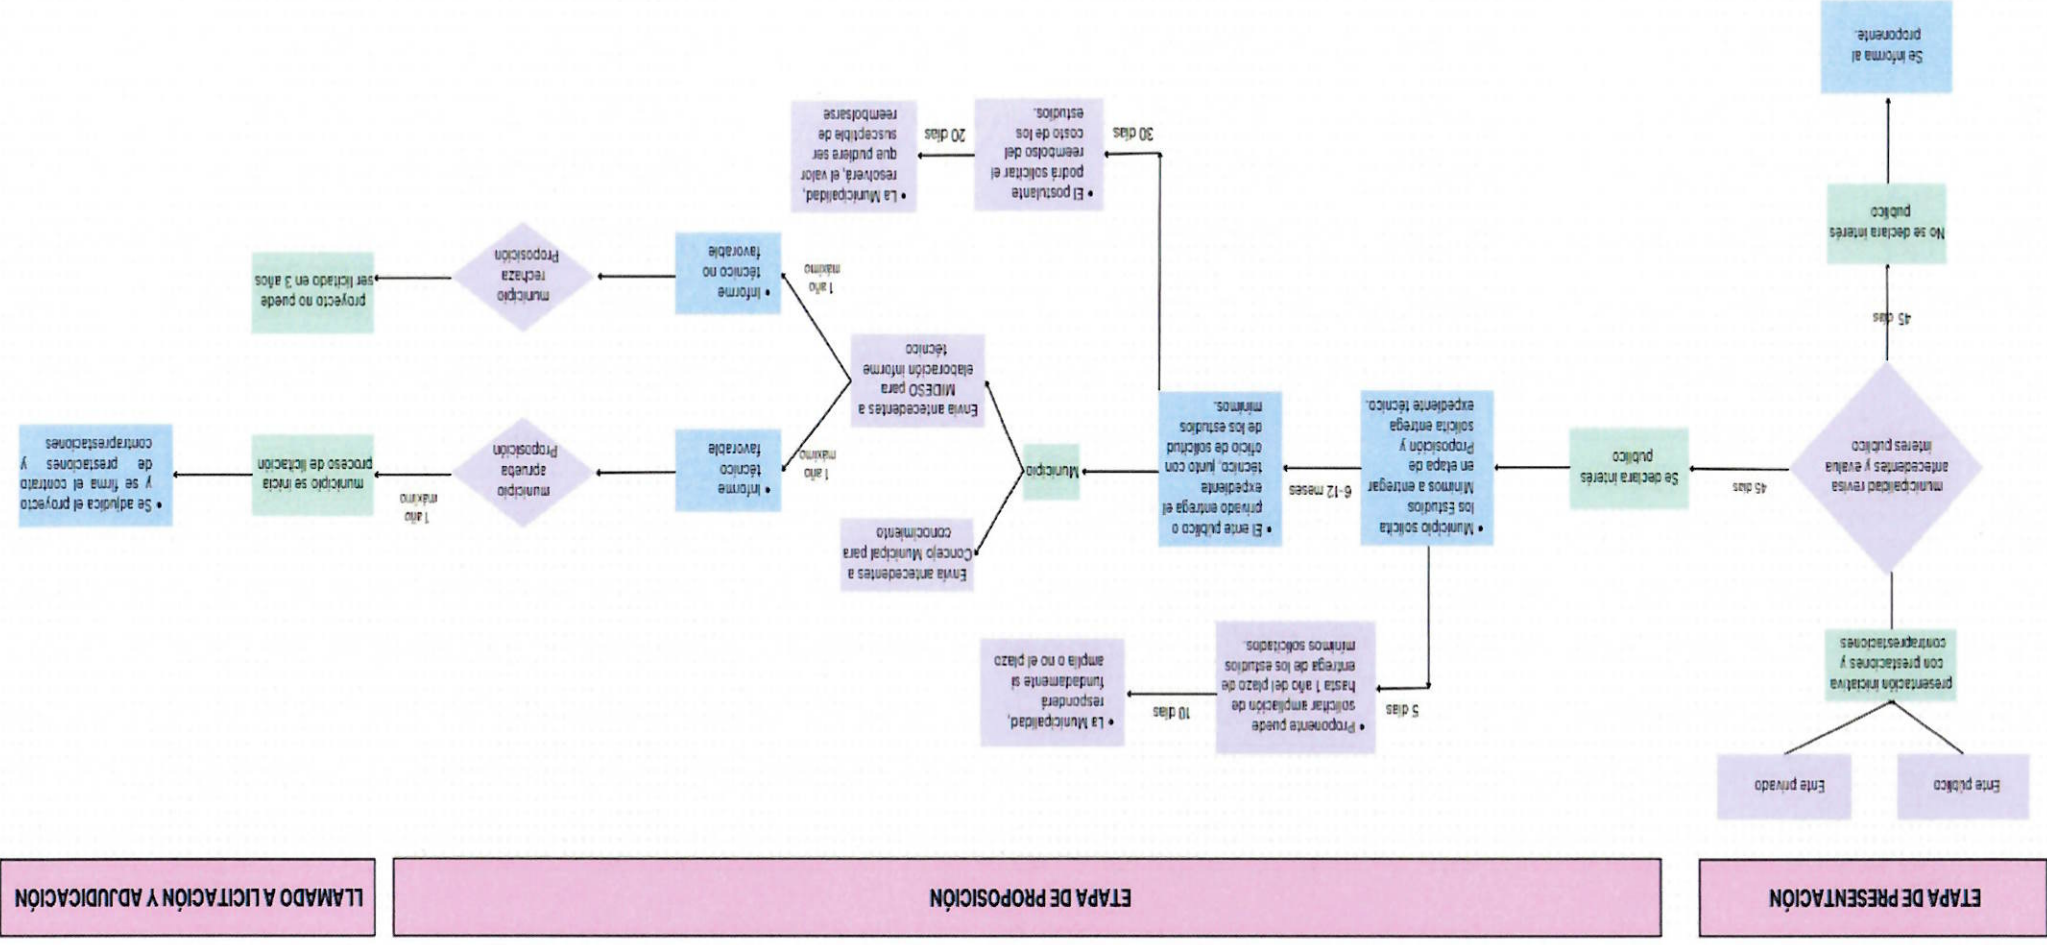 ETAPA DE PRESENTACIÓN
ETAPA DE PROPOSICIÓN
LLAMADO A LICITACIÓN Y ADJUDICACIÓN
Ente público
Ente privado
presentación iniciativa
con prestaciones y
contraprestaciones
municipalidad revisa
antecedentes y evalua
interes publico
45 días
Se declara interés
publico
45 días
No se declara interés
publico
Se informa al
proponente.
• Municipio solicita
los Estudios
Mínimos a entregar
en etapa de
Proposición y
solicita entrega
expediente técnico.
5 días
• Proponente puede
solicitar ampliación de
hasta 1 año del plazo de
entrega de los estudios
mínimos solicitados.
10 días
• La Municipalidad,
responderá
fundadamente si
amplia o no el plazo
6-12 meses
• El ente publico o
privado entrega el
expediente
técnico, junto con
oficio de solicitud
de los estudios
mínimos.
30 días
• El postulante
podrá solicitar el
reembolso del
costo de los
estudios.
20 días
• La Municipalidad,
resolverá, el valor
que pudiere ser
susceptible de
reembolsarse
Municipio
Envía antecedentes a
Concejo Municipal para
conocimiento
Envia antecedentes a
MIDESO para
elaboración informe
técnico
1 año
máximo
• Informe
técnico
favorable
municipio
aprueba
Proposición
1 año
máximo
municipio se inicia
proceso de licitación
• Se adjudica el proyecto
y se firma el contrato
de prestaciones y
contraprestaciones
1 año
máximo
• Informe
técnico no
favorable
municipio
rechaza
Proposición
proyecto no puede
ser licitado en 3 años